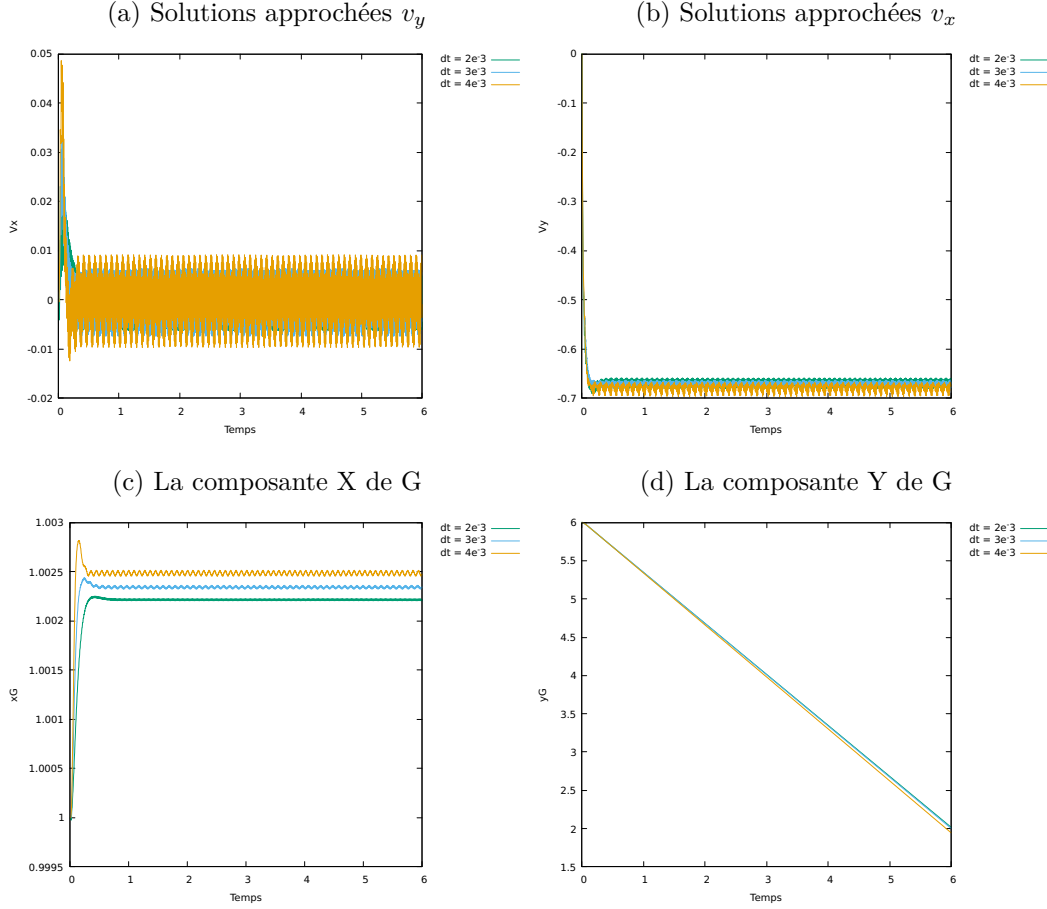 (a) Solutions approchées v_y
0.05
0.04
0.03
0.02
0.01
0
-0.01
-0.02
0 1 2 3 4 5 6
Vx
Temps
dt = 2e-3
dt = 3e-3
dt = 4e-3
(b) Solutions approchées v_x
0
-0.1
-0.2
-0.3
-0.4
-0.5
-0.6
-0.7
0 1 2 3 4 5 6
Vy
Temps
dt = 2e-3
dt = 3e-3
dt = 4e-3
(c) La composante X de G
1.003
1.0025
1.002
1.0015
1.001
1.0005
1
0.9995
0 1 2 3 4 5 6
xG
Temps
dt = 2e-3
dt = 3e-3
dt = 4e-3
(d) La composante Y de G
6
5.5
5
4.5
4
3.5
3
2.5
2
1.5
0 1 2 3 4 5 6
yG
Temps
dt = 2e-3
dt = 3e-3
dt = 4e-3